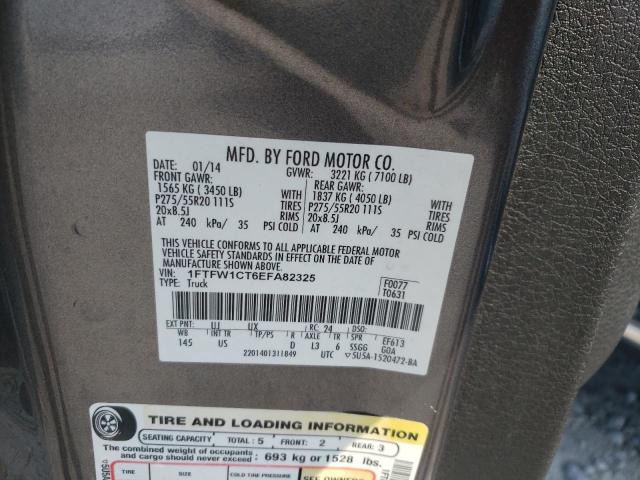 MFD. BY FORD MOTOR CO.
DATE: 01/14 GVWR: 3221 KG ( 7100 LB)
FRONT GAWR: REAR GAWR:
1565 KG ( 3450 LB) WITH 1837 KG ( 4050 LB) WITH
P275/55R20 111S TIRES P275/55R20 111S TIRES
20x8.5J RIMS 20x8.5J RIMS
AT 240 kPa/ 35 PSI COLD AT 240 kPa/ 35 PSI COLD
THIS VEHICLE CONFORMS TO ALL APPLICABLE FEDERAL MOTOR
VEHICLE SAFETY STANDARDS IN EFFECT ON THE DATE OF
MANUFACTURE SHOWN ABOVE.
VIN: 1FTFW1CT6EFA82325 F0077
TYPE: Truck T0631
EXT PNT: UJ UX RC: 24 DSO:
WB INT TR TP/PS R AXLE TR SPR EF613
145 US D L3 6 SSGG GOA
2201401311849 UTC ▽SU5A-1520472-BA
TIRE AND LOADING INFORMATION
SEATING CAPACITY TOTAL: 5 FRONT: 2 REAR: 3
The combined weight of occupants
and cargo should never exceed: 693 kg or 1528 lbs.
TIRE SIZE COLD TIRE PRESSURE SEE OWNERS